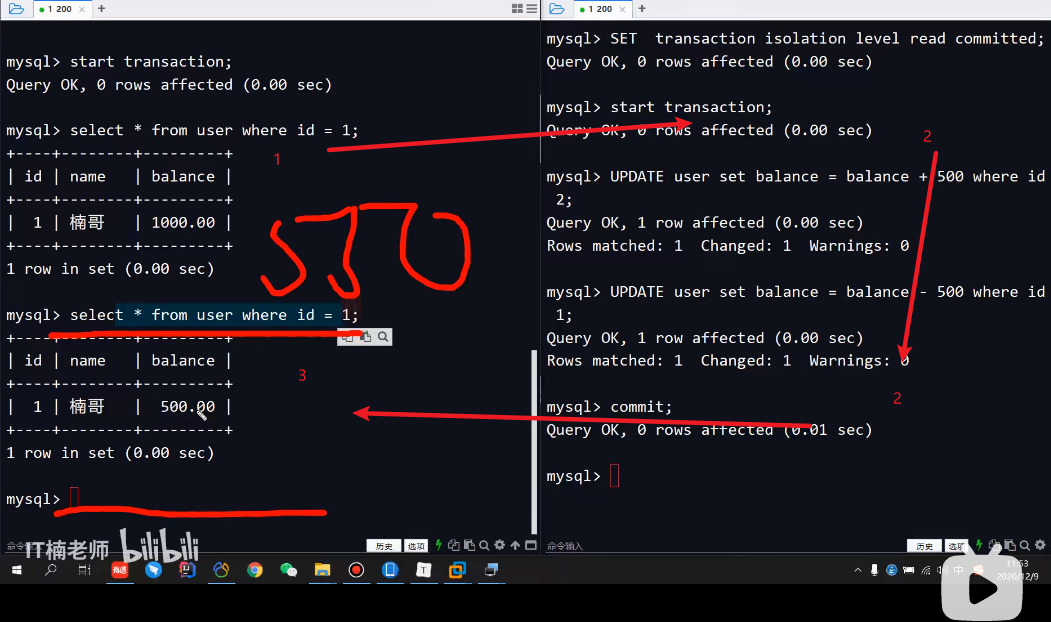 1 200 × +
mysql> start transaction;
Query OK, 0 rows affected (0.00 sec)
mysql> select * from user where id = 1;
+----+--------+---------+
| id | name   | balance |
+----+--------+---------+
|  1 | 楠哥   | 1000.00 |
+----+--------+---------+
1 row in set (0.00 sec)
mysql> select * from user where id = 1;
+----+--------+---------+
| id | name   | balance |
+----+--------+---------+
|  1 | 楠哥   |  500.00 |
+----+--------+---------+
1 row in set (0.00 sec)
mysql>
1
3
命令输入
历史 选项
IT楠老师 bilibili
1 200 × +
mysql> SET  transaction isolation level read committed;
Query OK, 0 rows affected (0.00 sec)
mysql> start transaction;
Query OK, 0 rows affected (0.00 sec)
mysql> UPDATE user set balance = balance + 500 where id
2;
Query OK, 1 row affected (0.00 sec)
Rows matched: 1  Changed: 1  Warnings: 0
mysql> UPDATE user set balance = balance - 500 where id
1;
Query OK, 1 row affected (0.00 sec)
Rows matched: 1  Changed: 1  Warnings: 0
mysql> commit;
Query OK, 0 rows affected (0.01 sec)
mysql>
2
2
命令输入
历史 选项
中
11:53
2020/12/9